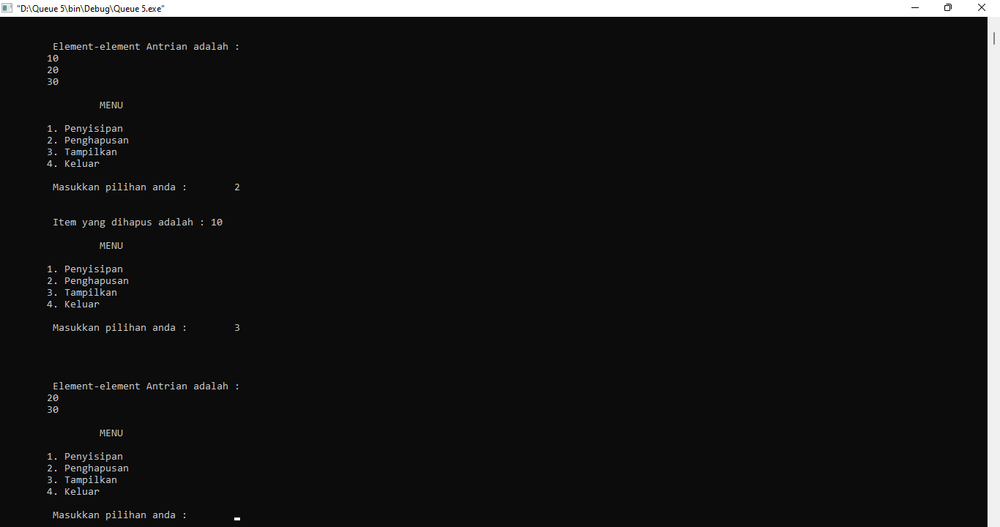 "D:\Queue 5\bin\Debug\Queue 5.exe"
Element-element Antrian adalah :
10
20
30
MENU
1. Penyisipan
2. Penghapusan
3. Tampilkan
4. Keluar
Masukkan pilihan anda : 2
Item yang dihapus adalah : 10
MENU
1. Penyisipan
2. Penghapusan
3. Tampilkan
4. Keluar
Masukkan pilihan anda : 3
Element-element Antrian adalah :
20
30
MENU
1. Penyisipan
2. Penghapusan
3. Tampilkan
4. Keluar
Masukkan pilihan anda :